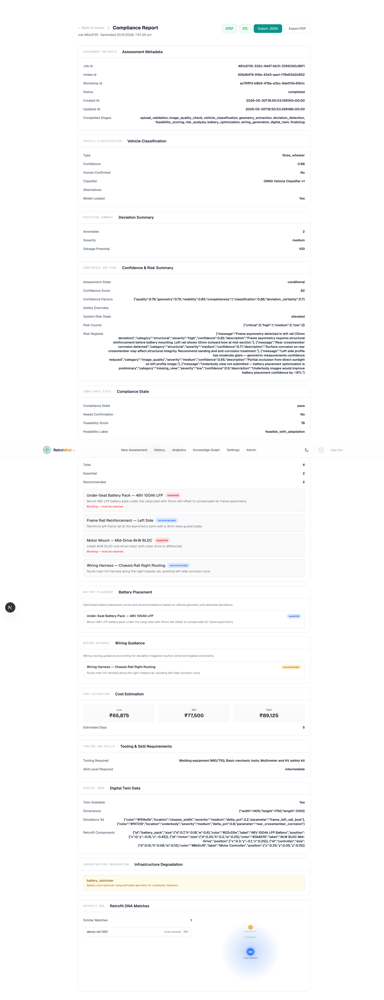 ← Back to history / Compliance Report
Job 481a3f35 · Generated 30/5/2026, 7:51:25 pm
STEP
STL
Export JSON
Export PDF
ASSESSMENT METADATA Assessment Metadata
Job Id 481a3f35-332c-4d47-bb31-3356342c86f1
Intake Id 426d6476-916e-43e5-aae1-f78d93d2b952
Workshop Id ac79fff3-b8b5-478a-a3bc-6de019c40b1c
Status completed
Created At 2026-05-30T18:50:53.158150+00:00
Updated At 2026-05-30T18:50:53.269188+00:00
Completed Stages upload_validation, image_quality_check, vehicle_classification, geometry_extraction, deviation_detection,
feasibility_scoring, risk_analysis, battery_optimization, wiring_generation, digital_twin, finalizing
VEHICLE CLASSIFICATION Vehicle Classification
Type three_wheeler
Confidence 0.88
Human Confirmed No
Classifier ONNX Vehicle Classifier v1
Alternatives
Model Loaded Yes
DEVIATION SUMMARY Deviation Summary
Anomalies 2
Severity medium
Salvage Potential 100
CONFIDENCE AND RISK Confidence & Risk Summary
Assessment State conditional
Confidence Score 82
Confidence Factors {"quality":0.78,"geometry":0.75,"visibility":0.85,"completeness":1,"classification":0.88,"deviation_certainty":0.7}
Safety Overrides
System Risk State elevated
Risk Counts {"critical":0,"high":1,"medium":2,"low":3}
Risk Register {"message":"Frame asymmetry detected in left rail (12mm
deviation)","category":"structural","severity":"high","confidence":0.82,"description":"Frame asymmetry requires structural
reinforcement before battery mounting. Left rail shows 12mm outward bow at mid-section."}, {"message":"Rear crossmember
corrosion detected","category":"structural","severity":"medium","confidence":0.71,"description":"Surface corrosion on rear
crossmember may affect structural integrity. Recommend sanding and anti-corrosion treatment."}, {"message":"Left side profile
has moderate glare — geometric measurements confidence
reduced","category":"image_quality","severity":"medium","confidence":0.65,"description":"Partial occlusion from direct sunlight
on left profile image."}, {"message":"Underbody view not submitted — battery placement optimization is
preliminary","category":"missing_view","severity":"low","confidence":0.9,"description":"Underbody images would improve
battery placement confidence by ~15%."}
COMPLIANCE STATE Compliance State
Compliance State pass
Needs Confirmation No
Feasibility Score 78
Feasibility Label feasible_with_adaptation
RetroMind AI
New Assessment
History
Analytics
Knowledge Graph
Settings
Admin
Sign Out
Total 4
Essential 2
Recommended 2
Under-Seat Battery Pack — 48V 100Ah LFP essential
Mount 48V LFP battery pack under the cargo bed with 15mm left offset to compensate for frame asymmetry.
Blocking — must be resolved
Frame Rail Reinforcement — Left Side recommended
Reinforce left frame rail at the asymmetry point with a 3mm steel gusset plate.
Motor Mount — Mid-Drive 4kW BLDC essential
Install 4kW BLDC mid-drive motor with chain drive to differential.
Blocking — must be resolved
Wiring Harness — Chassis Rail Right Routing recommended
Route main HV harness along the right chassis rail, avoiding left-side corrosion zone.
BATTERY PLACEMENT Battery Placement
Optimised battery placement zones and recommendations based on vehicle geometry and detected deviations.
Under-Seat Battery Pack — 48V 100Ah LFP essential
Mount 48V LFP battery pack under the cargo bed with 15mm left offset to compensate for frame asymmetry.
WIRING GUIDANCE Wiring Guidance
Wiring routing guidance accounting for deviation-triggered caution zones and spatial constraints.
Wiring Harness — Chassis Rail Right Routing recommended
Route main HV harness along the right chassis rail, avoiding left-side corrosion zone.
COST ESTIMATION Cost Estimation
Low Mid High
₹65,875 ₹77,500 ₹89,125
Estimated Days 5
TOOLING AND SKILLS Tooling & Skill Requirements
Tooling Required Welding equipment (MIG/TIG), Basic mechanic tools, Multimeter and HV safety kit
Skill Level Required intermediate
DIGITAL TWIN Digital Twin Data
Twin Available Yes
Dimensions {"width":1400,"height":1750,"length":3100}
Deviations 3d {"color":"#f59e0b","location":"chassis_width","severity":"medium","delta_pct":3.2,"parameter":"frame_left_rail_bow"},
{"color":"#f97316","location":"underbody","severity":"medium","delta_pct":0.8,"parameter":"rear_crossmember_corrosion"}
Retrofit Components {"id":"battery_pack","size":{"d":0.7,"h":0.18,"w":0.6},"color":"#22c55e","label":"48V 100Ah LFP Battery","position":
{"x":0,"y":-0.15,"z":-0.45}}, {"id":"motor","size":{"d":0.25,"h":0.2,"w":0.25},"color":"#3b82f6","label":"4kW BLDC Mid-
Drive","position":{"x":0.3,"y":-0.1,"z":0.25}}, {"id":"controller","size":
{"d":0.15,"h":0.08,"w":0.15},"color":"#8b5cf6","label":"Motor Controller","position":{"x":0.25,"y":0.05,"z":0.15}}
INFRASTRUCTURE DEGRADATION Infrastructure Degradation
battery_optimizer
Battery zone optimizer using estimated geometry for underbody clearance
RETROFIT DNA Retrofit DNA Matches
Similar Matches 1
demo-ref-001 three wheeler · 78%
demo-ref-001
2 deviations
3W
three_wheeler